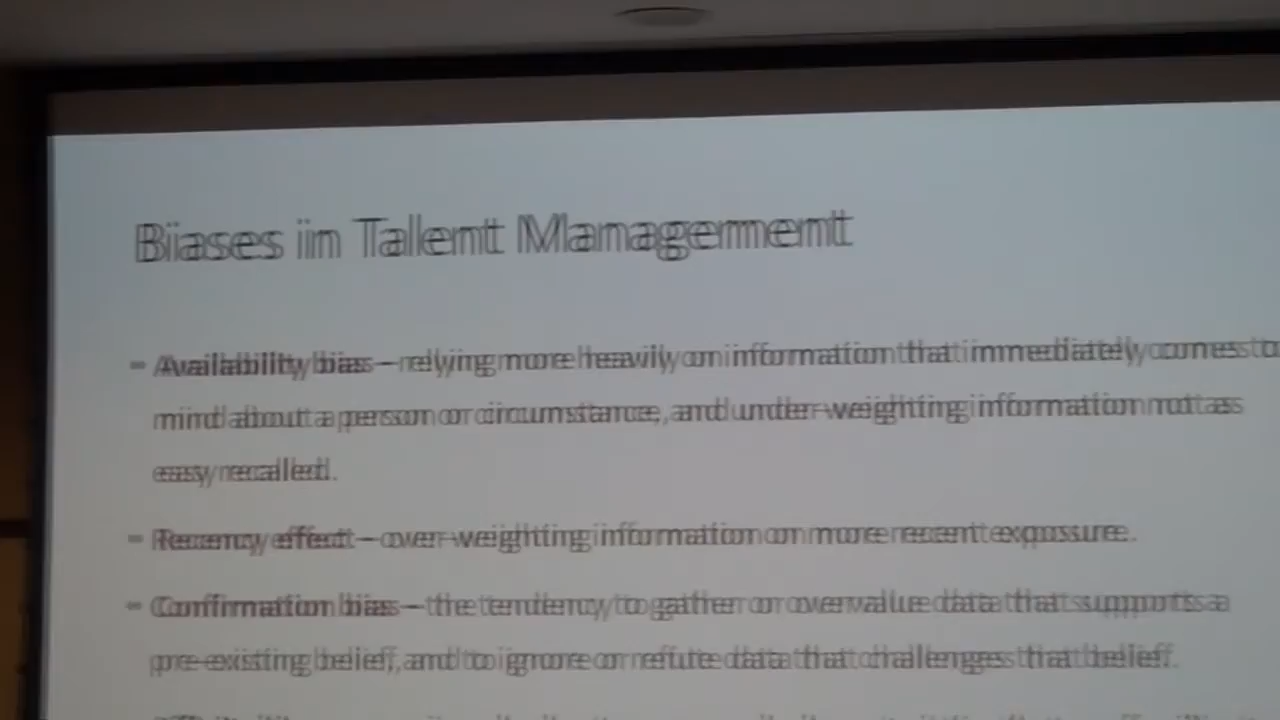 Biases in Talent Management
- Availability bias – relying more heavily on information that immediately comes to
mind about a person or circumstance, and under-weighting information not as
easy recalled.
- Recency effect – over-weighting information on more recent exposure.
- Confirmation bias – the tendency to gather or overvalue data that supports a
pre-existing belief, and to ignore or refute data that challenges that belief.